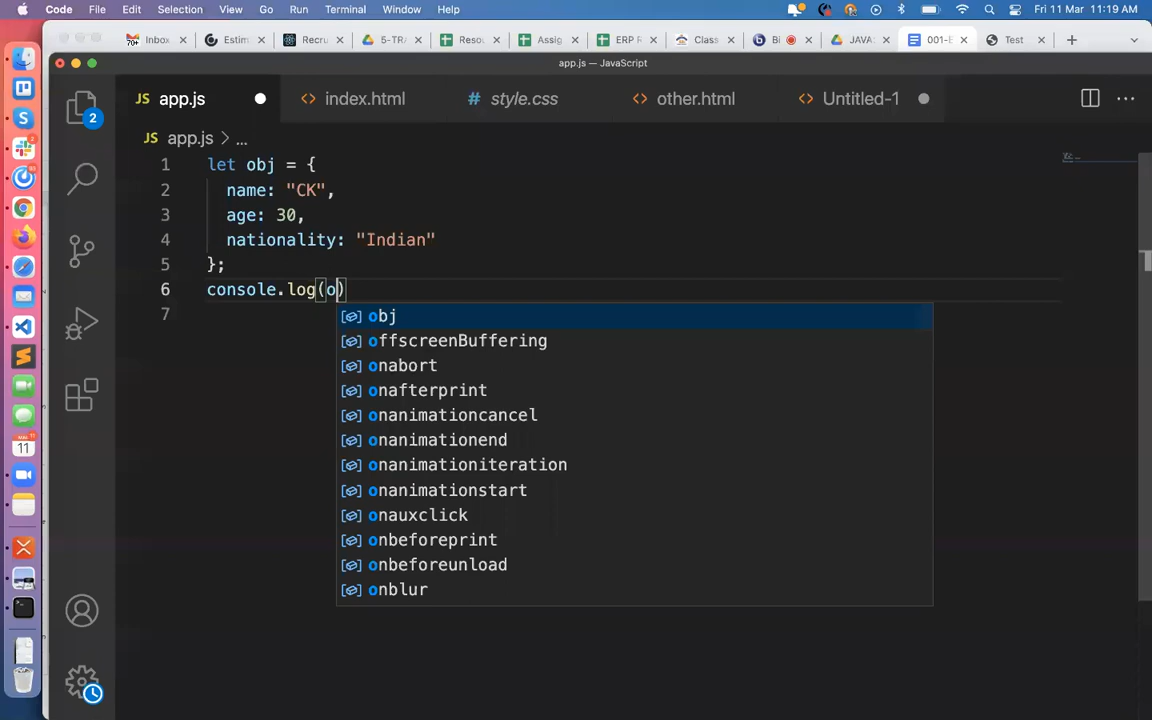 Code File Edit Selection View Go Run Terminal Window Help Fri 11 Mar 11:19 AM
70+ Inbox Estim Recru 5-TRA Resou Assig ERP R Class Bi JAVA 001-E Test
app.js — JavaScript
JS app.js index.html # style.css other.html Untitled-1
JS app.js > ...
1 let obj = {
2 name: "CK",
3 age: 30,
4 nationality: "Indian"
5 };
6 console.log(o)
7
obj
offscreenBuffering
onabort
onafterprint
onanimationcancel
onanimationend
onanimationiteration
onanimationstart
onauxclick
onbeforeprint
onbeforeunload
onblur
2
11